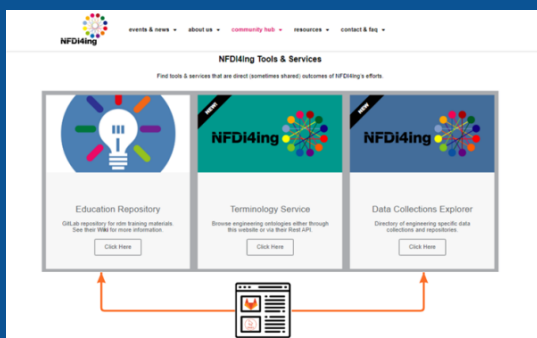 NFDI4Ing
events & news
about us
community hub
resources
contact & faq
NFDI4Ing Tools & Services
Find tools & services that are direct (sometimes shared) outcomes of NFDI4Ing's efforts.
NEW!
NFDI4ing
NEW
NFDI4ing
Education Repository
GitLab repository for rdm training materials.
See their Wiki for more information.
Click Here
Terminology Service
Browse engineering ontologies either through
this website or via their Rest API.
Click Here
Data Collections Explorer
Directory of engineering specific data
collections and repositories.
Click Here